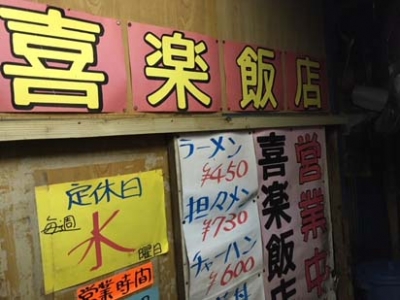 喜楽飯店
定休日
毎週
水
曜日
営業時間
ラーメン
¥450
担々メン
¥730
チャーハン
¥600
喜楽飯店
営業中